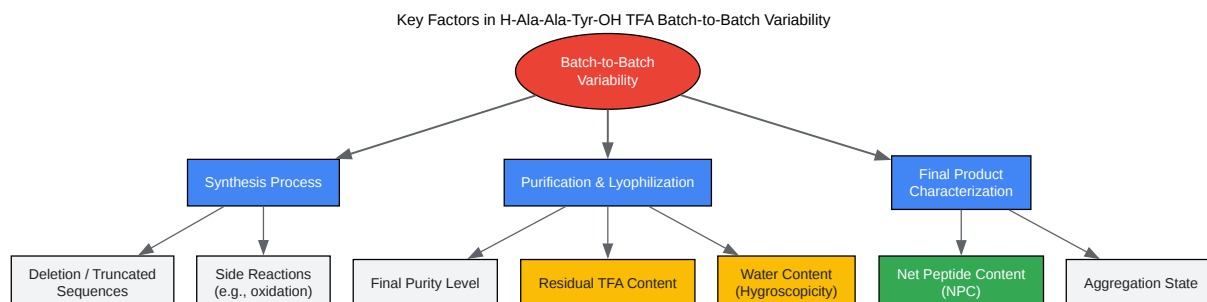 Key Factors in H-Ala-Ala-Tyr-OH TFA Batch-to-Batch Variability
Batch-to-Batch
Variability
Synthesis Process
Purification & Lyophilization
Final Product
Characterization
Deletion / Truncated
Sequences
Side Reactions
(e.g., oxidation)
Final Purity Level
Residual TFA Content
Water Content
(Hygroscopicity)
Net Peptide Content
(NPC)
Aggregation State